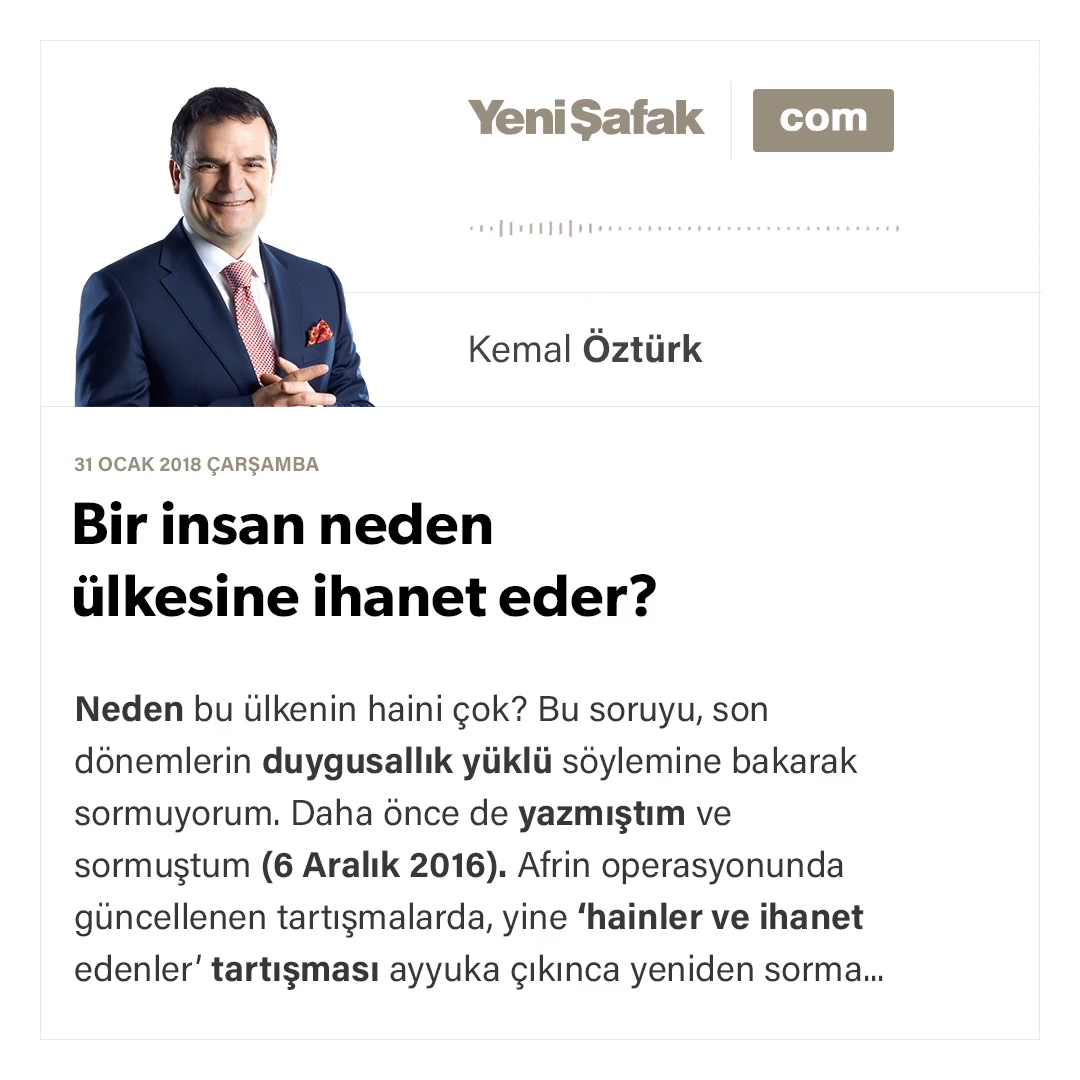 YeniŞafak
com
Kemal Öztürk
31 OCAK 2018 ÇARŞAMBA
Bir insan neden
ülkesine ihanet eder?
Neden bu ülkenin haini çok? Bu soruyu, son
dönemlerin duygusallık yüklü söylemine bakarak
sormuyorum. Daha önce de yazmıştım ve
sormuştum (6 Aralık 2016). Afrin operasyonunda
güncellenen tartışmalarda, yine ‘hainler ve ihanet
edenler’ tartışması ayyuka çıkınca yeniden sorma...